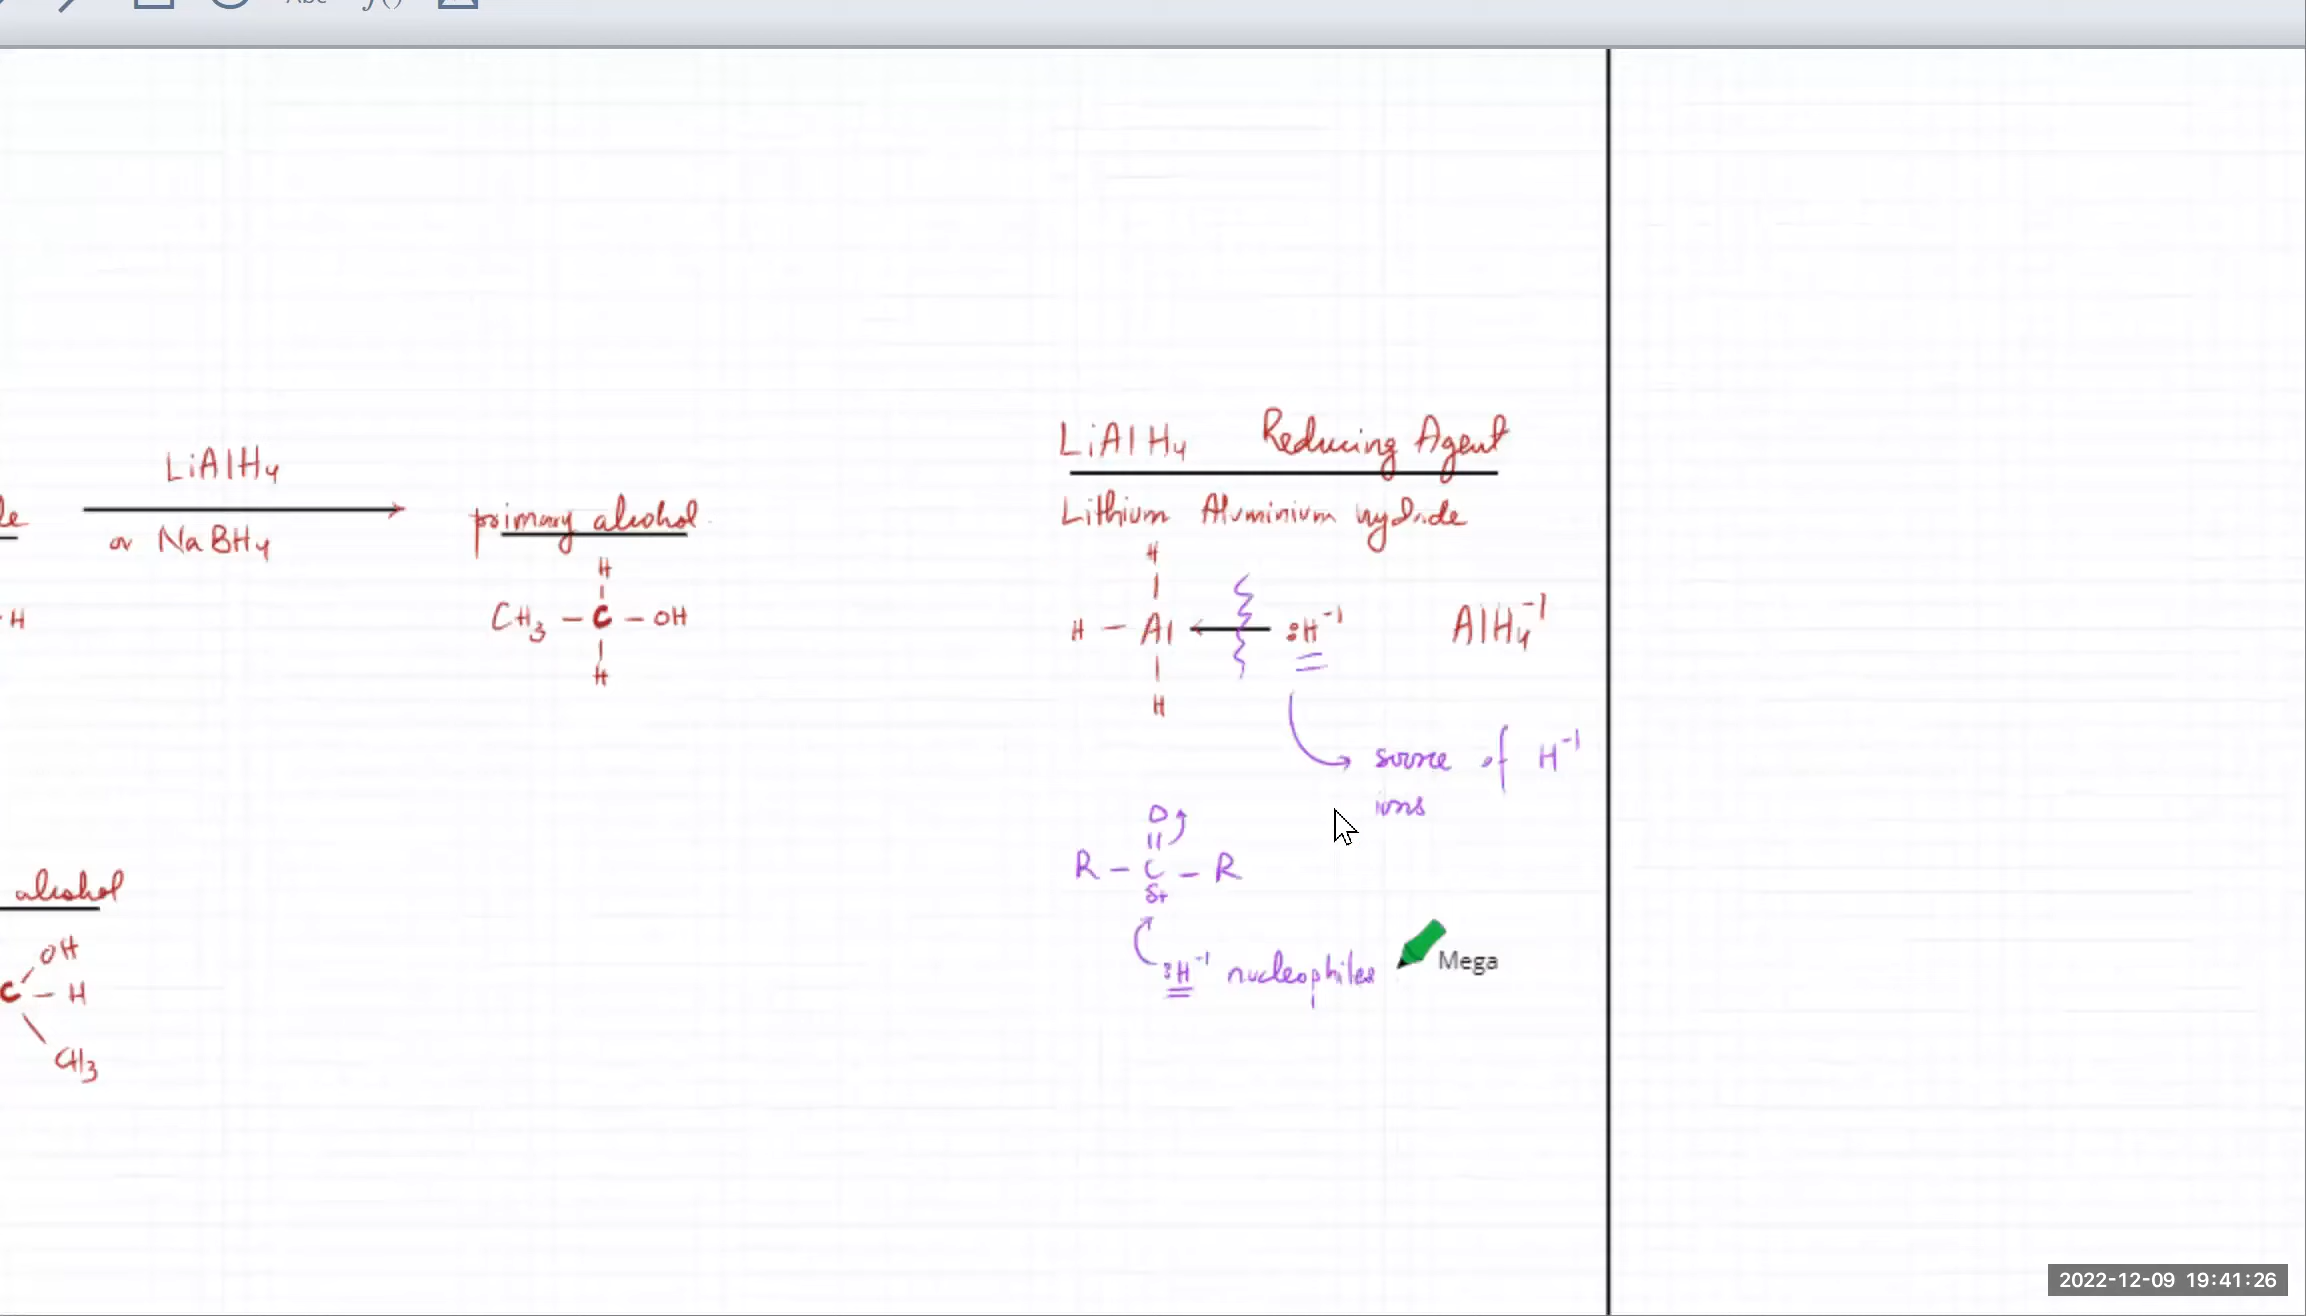 Abc f()
LiAlH4
or NaBH4
primary alcohol
H
CH3 – C – OH
H
H
LiAlH4 Reducing Agent
Lithium Aluminium hydride
H
H – Al ← :H-1 AlH4-1
H
source of H-1
ions
O
R – C – R
δ+
:H-1 nucleophiles
Mega
alcohol
OH
C – H
CH3
2022-12-09 19:41:26